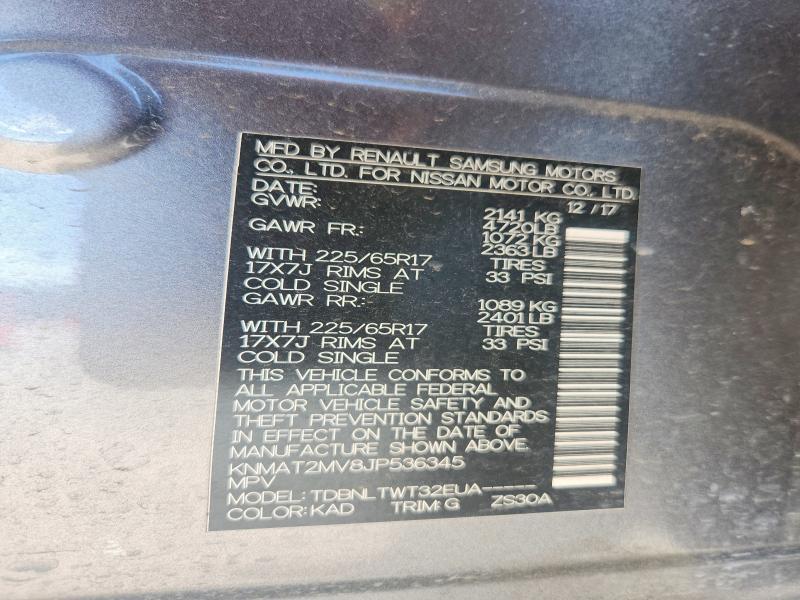 MFD BY RENAULT SAMSUNG MOTORS
CO., LTD. FOR NISSAN MOTOR CO., LTD.
DATE: 12 / 17
GVWR: 2141 KG
4720LB
GAWR FR: 1072 KG
2363LB
WITH 225/65R17 TIRES
17X7J RIMS AT 33 PSI
COLD SINGLE
GAWR RR: 1089 KG
2401 LB
WITH 225/65R17 TIRES
17X7J RIMS AT 33 PSI
COLD SINGLE
THIS VEHICLE CONFORMS TO
ALL APPLICABLE FEDERAL
MOTOR VEHICLE SAFETY AND
THEFT PREVENTION STANDARDS
IN EFFECT ON THE DATE OF
MANUFACTURE SHOWN ABOVE.
KNMAT2MV8JP536345
MPV
MODEL: TDBNLTWT32EUA-----
COLOR:KAD TRIM:G ZS30A